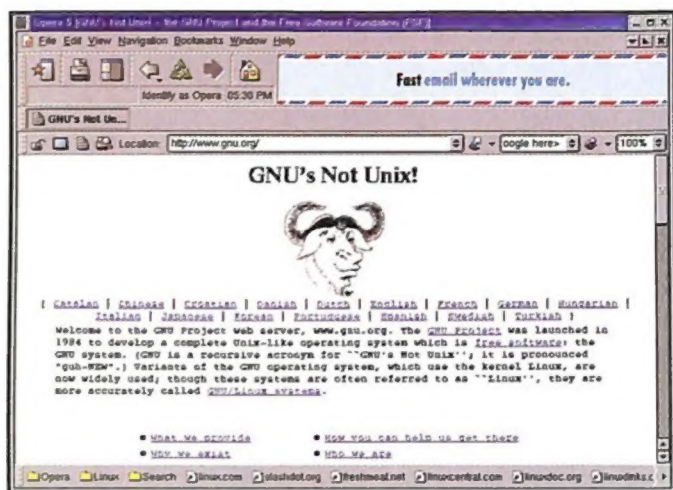 Opera 5 [GNU's Not Unix! - the GNU Project and the Free Software Foundation (FSF)]
File Edit View Navigation Bookmarks Window Help
Fast email wherever you are.
Identify as Opera 05:30 PM
GNU's Not Un...
Location: http://www.gnu.org/ oogle here> 100%
GNU's Not Unix!
[ Catalan | Chinese | Croatian | Danish | Dutch | English | French | German | Hungarian |
Italian | Japanese | Korean | Portuguese | Spanish | Swedish | Turkish ]
Welcome to the GNU Project web server, www.gnu.org. The GNU Project was launched in
1984 to develop a complete Unix-like operating system which is free software: the
GNU system. (GNU is a recursive acronym for ``GNU's Not Unix''; it is pronounced
"guh-NEW".) Variants of the GNU operating system, which use the kernel Linux, are
now widely used; though these systems are often referred to as ``Linux'', they are
more accurately called GNU/Linux systems.
• What we provide • How you can help us get there
• Why we exist • Who we are
Opera Linux Search linux.com slashdot.org freshmeat.net linuxcentral.com linuxdoc.org linuxlinks.c